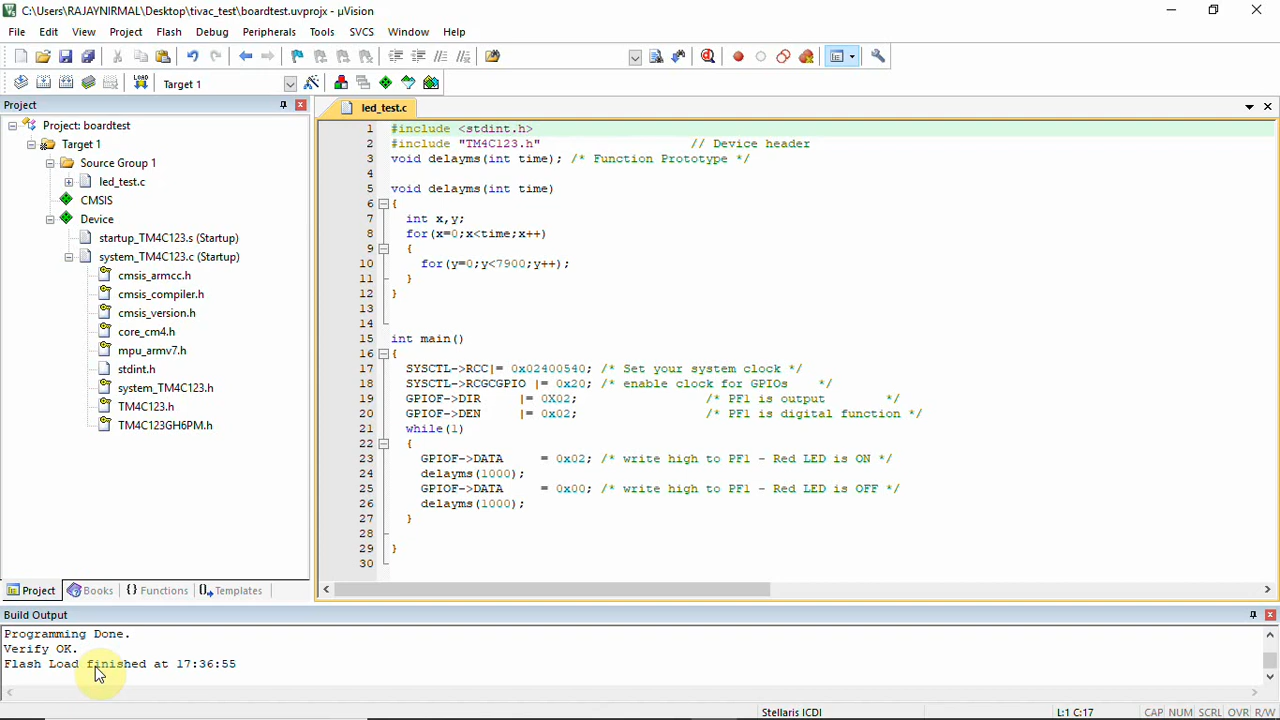 C:\Users\RAJAYNIRMAL\Desktop\tivac_test\boardtest.uvprojx - µVision
File Edit View Project Flash Debug Peripherals Tools SVCS Window Help
LOAD Target 1
Project
led_test.c
Project: boardtest
Target 1
Source Group 1
led_test.c
CMSIS
Device
startup_TM4C123.s (Startup)
system_TM4C123.c (Startup)
cmsis_armcc.h
cmsis_compiler.h
cmsis_version.h
core_cm4.h
mpu_armv7.h
stdint.h
system_TM4C123.h
TM4C123.h
TM4C123GH6PM.h
1 #include <stdint.h>
2 #include "TM4C123.h" // Device header
3 void delayms(int time); /* Function Prototype */
4
5 void delayms(int time)
6 {
7 int x,y;
8 for(x=0;x<time;x++)
9 {
10 for(y=0;y<7900;y++);
11 }
12 }
13
14
15 int main()
16 {
17 SYSCTL->RCC|= 0x02400540; /* Set your system clock */
18 SYSCTL->RCGCGPIO |= 0x20; /* enable clock for GPIOs */
19 GPIOF->DIR |= 0X02; /* PF1 is output */
20 GPIOF->DEN |= 0x02; /* PF1 is digital function */
21 while(1)
22 {
23 GPIOF->DATA = 0x02; /* write high to PF1 - Red LED is ON */
24 delayms(1000);
25 GPIOF->DATA = 0x00; /* write high to PF1 - Red LED is OFF */
26 delayms(1000);
27 }
28
29 }
30
Project Books {} Functions Templates
Build Output
Programming Done.
Verify OK.
Flash Load finished at 17:36:55
Stellaris ICDI L:1 C:17 CAP NUM SCRL OVR R/W